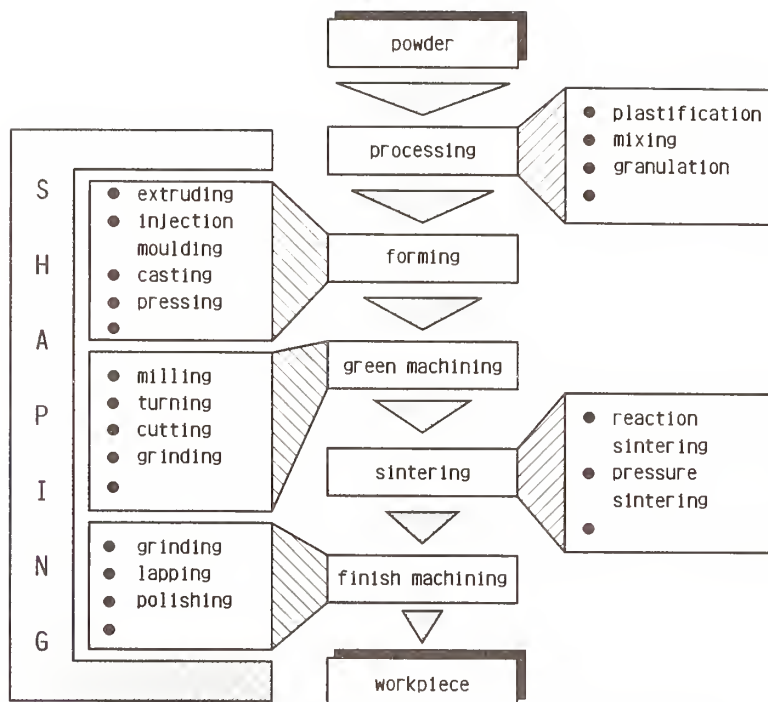 powder
processing
● plastification
● mixing
● granulation
●
SHAPING
● extruding
● injection
moulding
● casting
● pressing
●
forming
● milling
● turning
● cutting
● grinding
●
green machining
sintering
● reaction
sintering
● pressure
sintering
●
● grinding
● lapping
● polishing
●
finish machining
workpiece